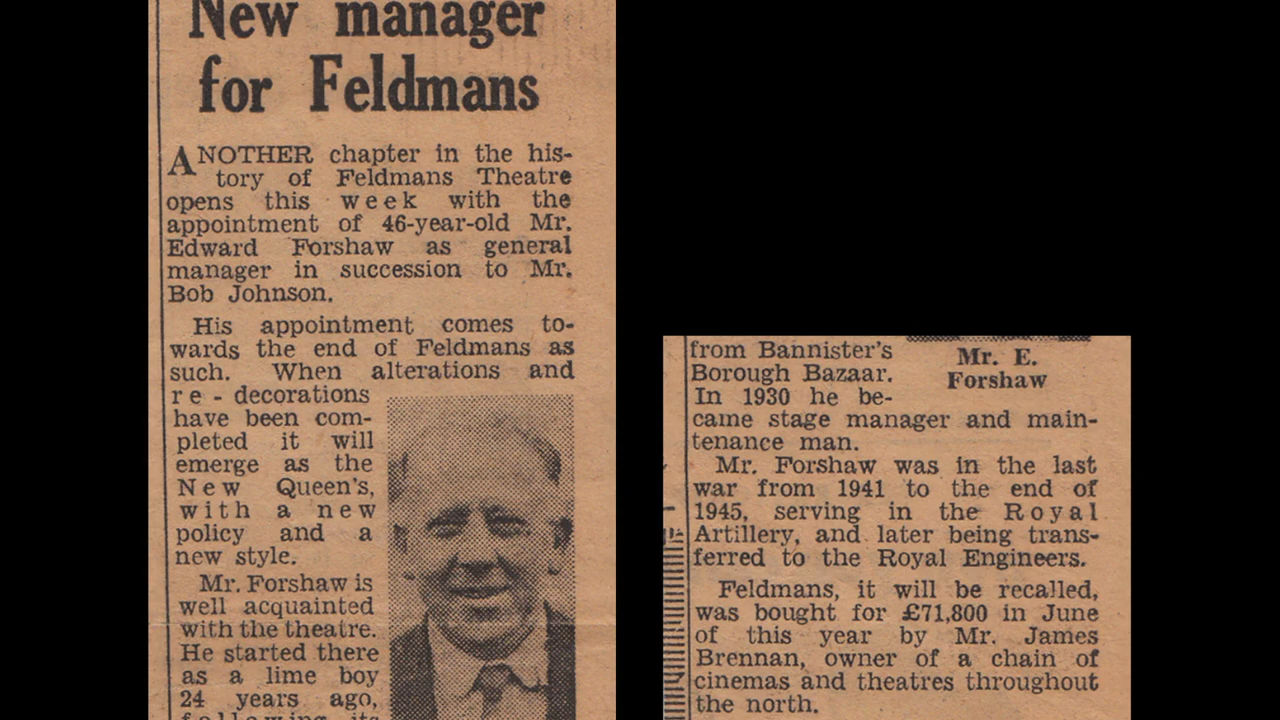 New manager
for Feldmans
ANOTHER chapter in the his-
tory of Feldmans Theatre
opens this week with the
appointment of 46-year-old Mr.
Edward Forshaw as general
manager in succession to Mr.
Bob Johnson.
His appointment comes to-
wards the end of Feldmans as
such. When alterations and
re-decorations
have been com-
pleted it will
emerge as the
New Queen's,
with a new
policy and a
new style.
Mr. Forshaw is
well acquainted
with the theatre.
He started there
as a lime boy
24 years ago,
following its
from Bannister's
Borough Bazaar.
In 1930 he be-
came stage manager and main-
tenance man.
Mr. E.
Forshaw
Mr. Forshaw was in the last
war from 1941 to the end of
1945, serving in the Royal
Artillery, and later being trans-
ferred to the Royal Engineers.
Feldmans, it will be recalled,
was bought for £71,800 in June
of this year by Mr. James
Brennan, owner of a chain of
cinemas and theatres throughout
the north.